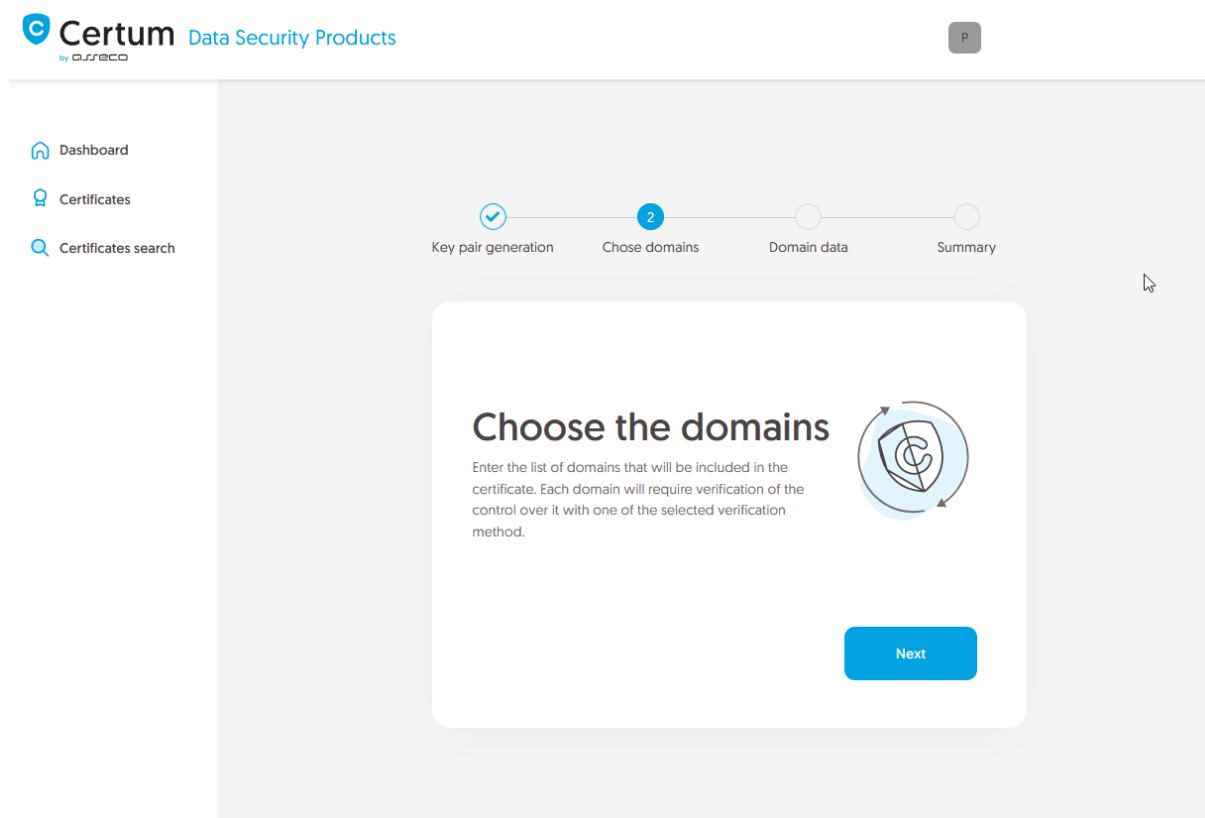 C Certum Data Security Products
by asseco
P
Dashboard
Certificates
Certificates search
2
Key pair generation Chose domains Domain data Summary
Choose the domains
Enter the list of domains that will be included in the
certificate. Each domain will require verification of the
control over it with one of the selected verification
method.
C
Next